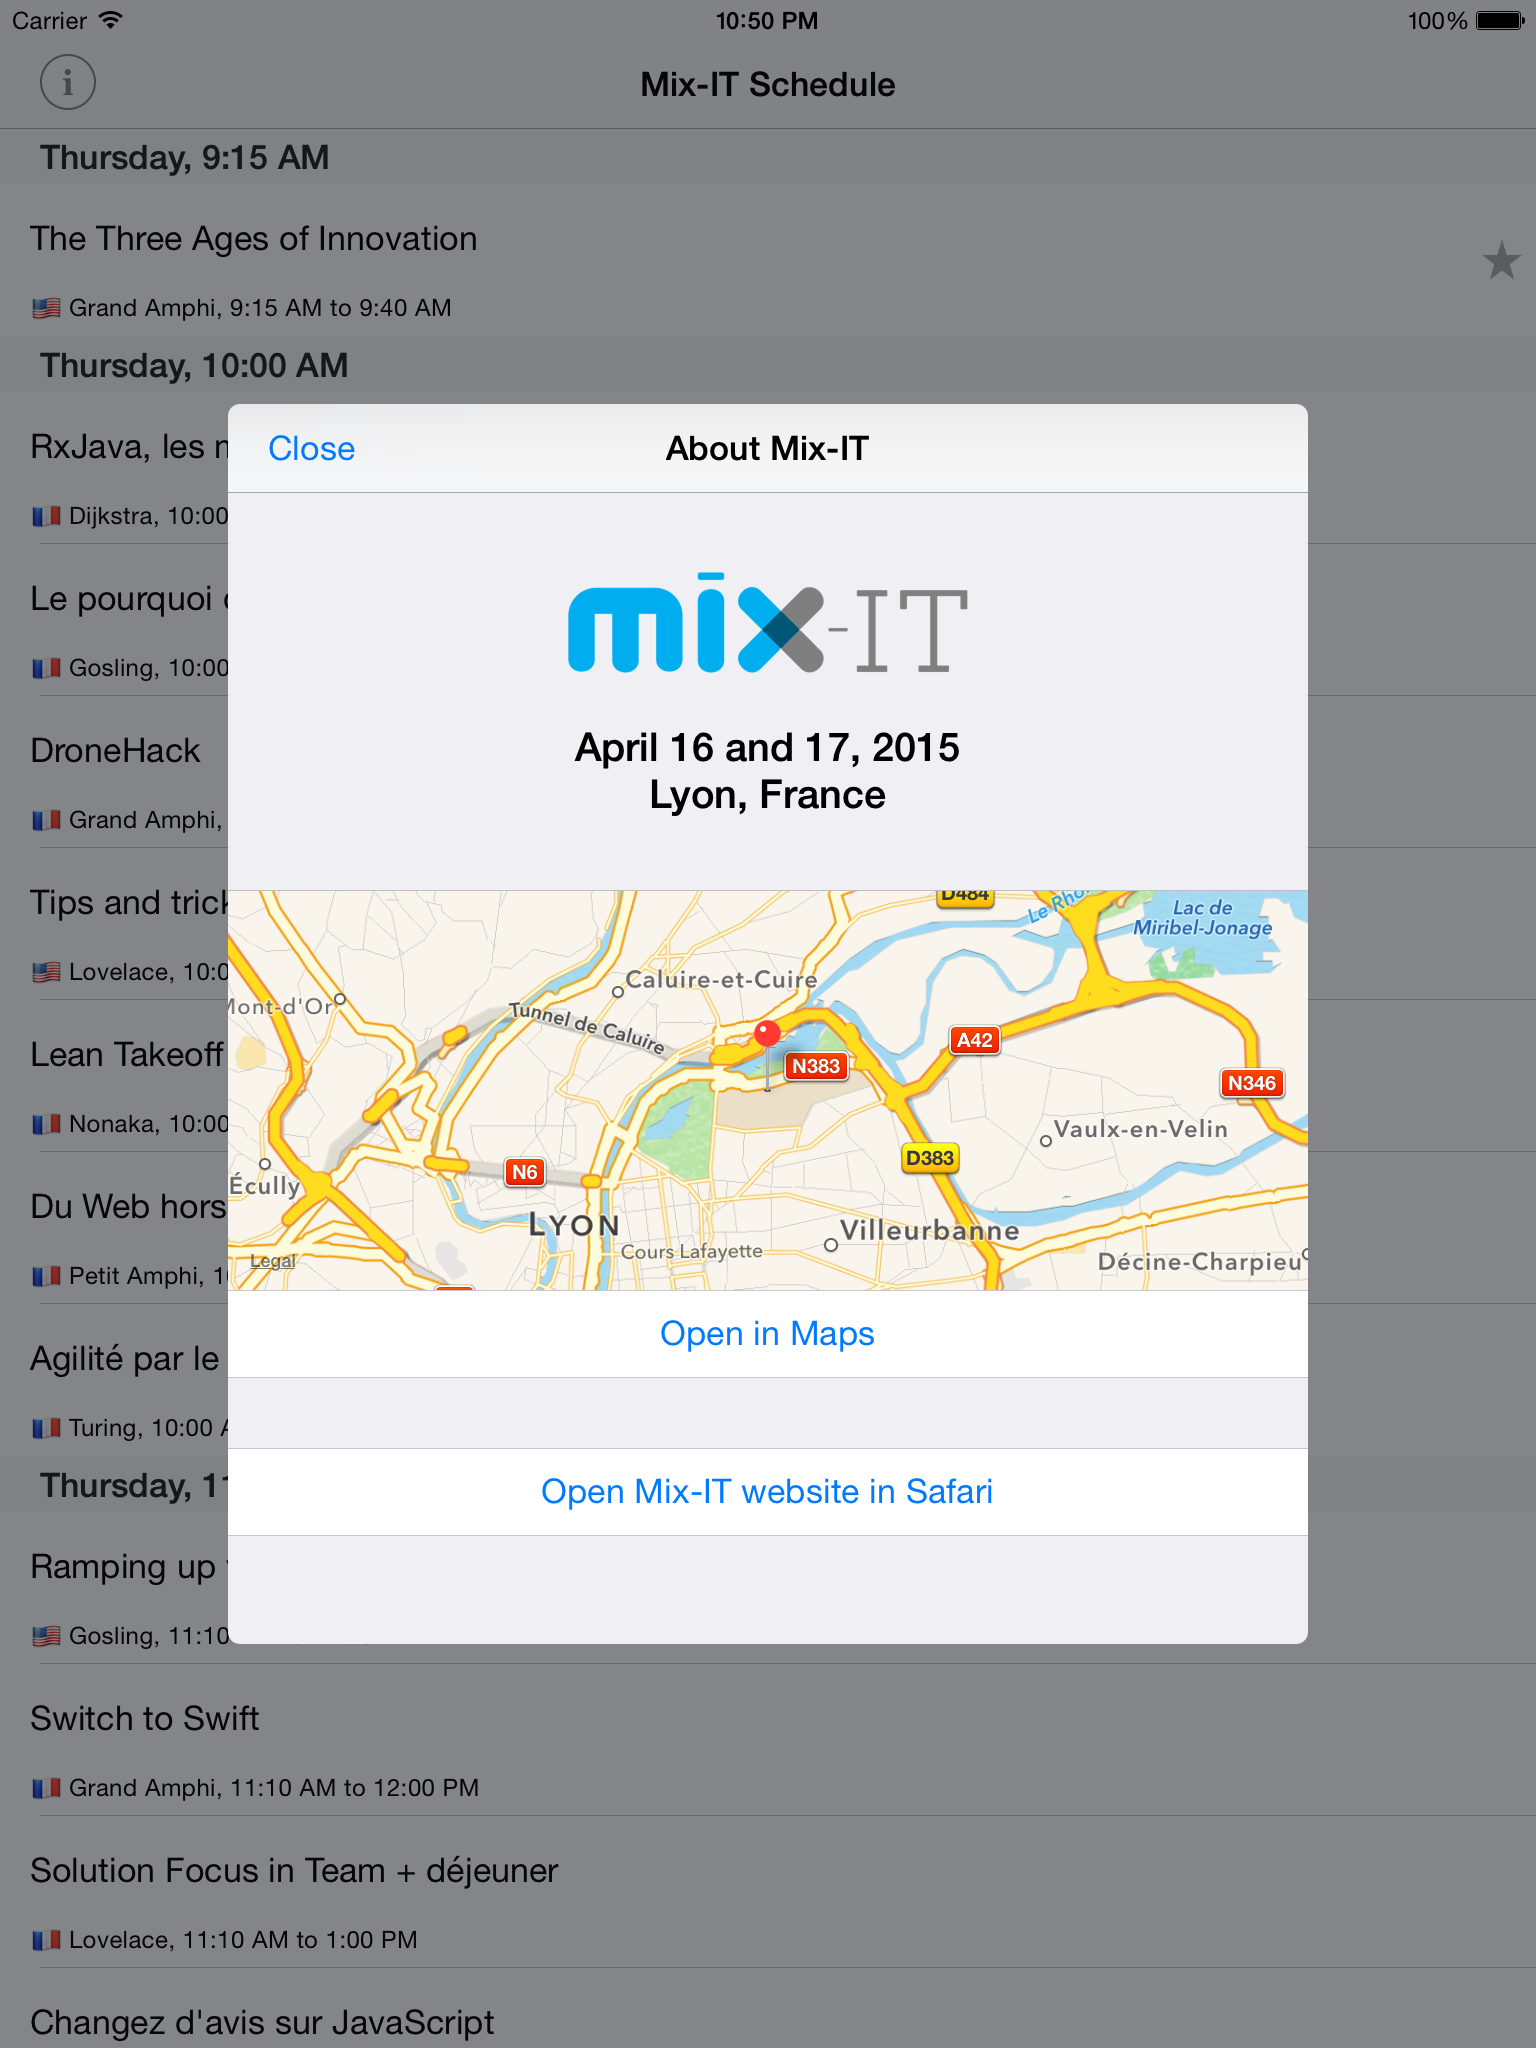 Carrier 10:50 PM 100%
i Mix-IT Schedule
Thursday, 9:15 AM
The Three Ages of Innovation
Grand Amphi, 9:15 AM to 9:40 AM
Thursday, 10:00 AM
RxJava, les
Dijkstra, 10:00
Le pourquoi
Gosling, 10:00
DroneHack
Grand Amphi,
Tips and
Lovelace,
Lean Takeoff
Nonaka, 10:00
Du Web hors
Petit Amphi,
Agilité par le
Turing, 10:00
Thursday,
Ramping up
Gosling, 11:10
Switch to Swift
Grand Amphi, 11:10 AM to 12:00 PM
Solution Focus in Team + déjeuner
Lovelace, 11:10 AM to 1:00 PM
Changez d'avis sur JavaScript
Close About Mix-IT
mix-IT
April 16 and 17, 2015
Lyon, France
D484
Lac de
Miribel-Jonage
Caluire-et-Cuire
Mont-d'Or
Tunnel de Caluire
A42
N383
N346
Vaulx-en-Velin
D383
N6
Écully
LYON
Villeurbanne
Cours Lafayette
Legal
Décine-Charpieu
Open in Maps
Open Mix-IT website in Safari